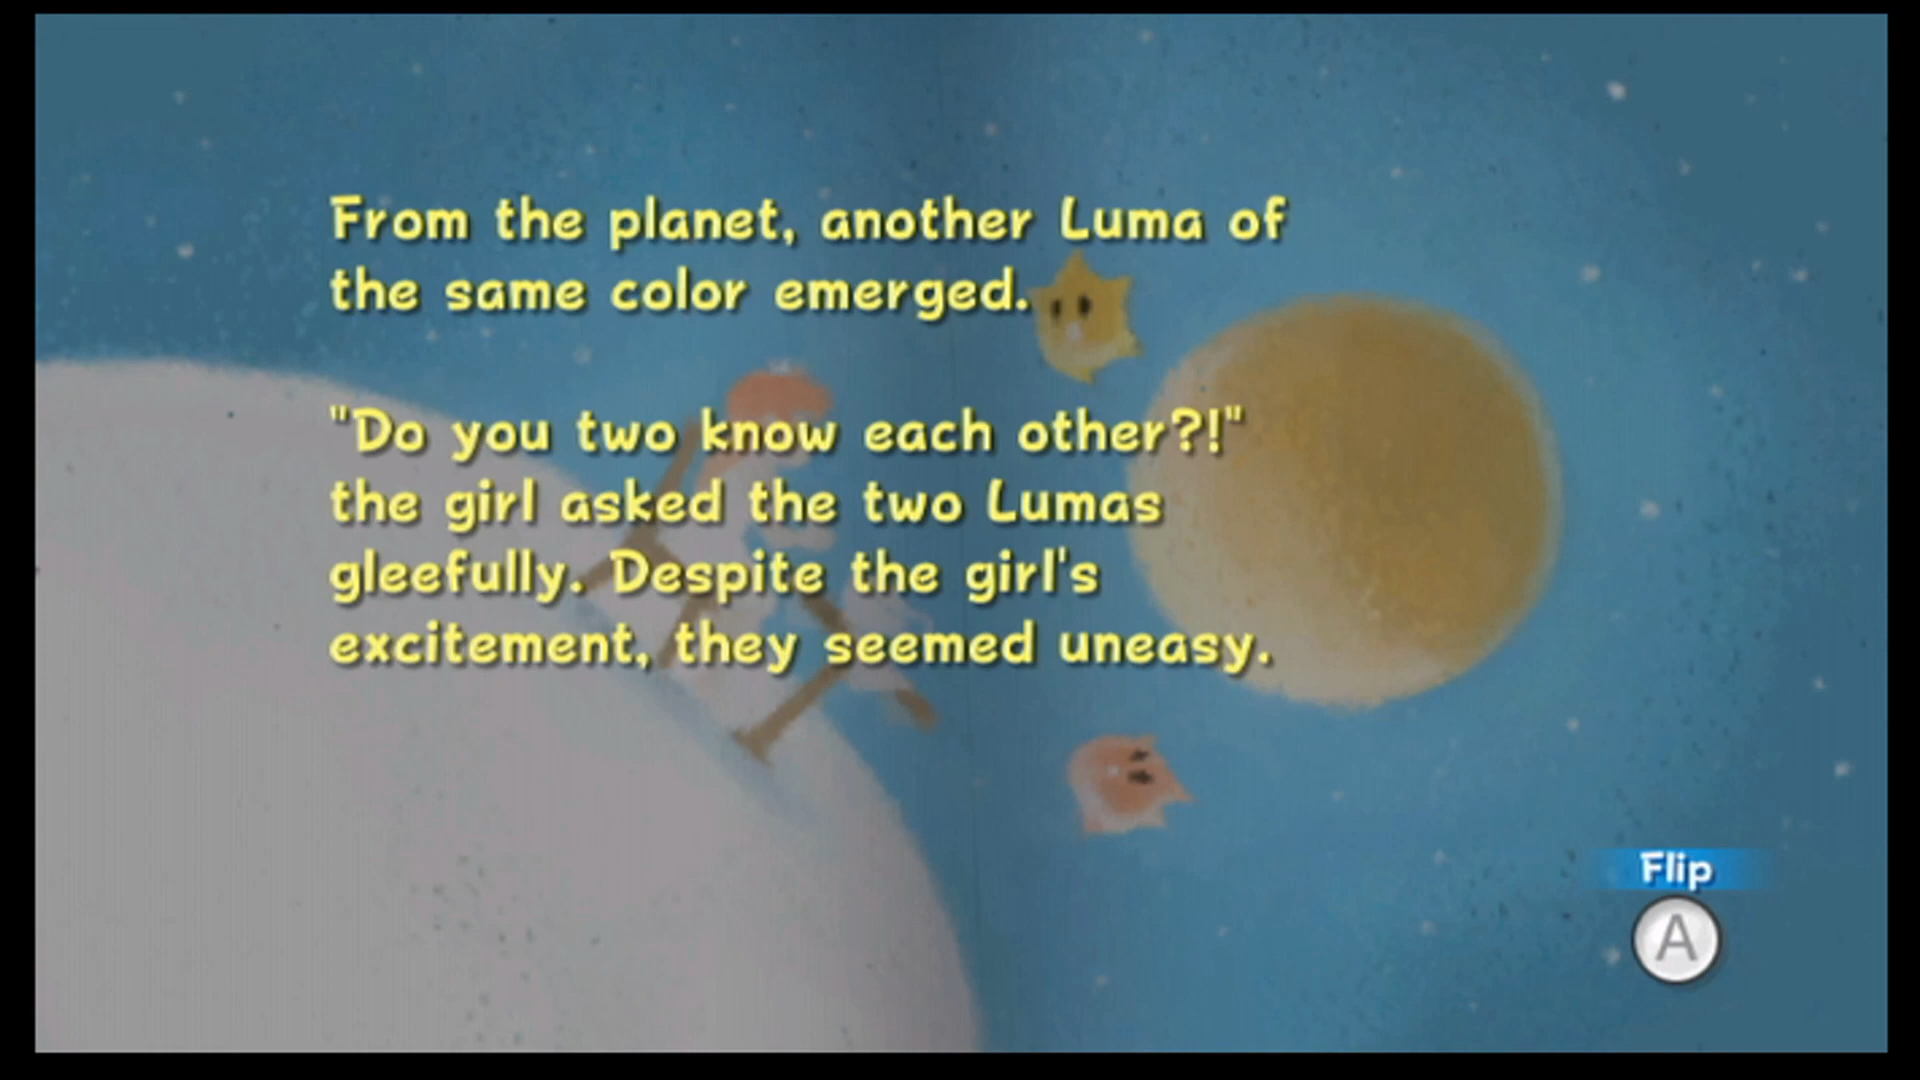 From the planet, another Luma of
the same color emerged.
"Do you two know each other?!"
the girl asked the two Lumas
gleefully. Despite the girl's
excitement, they seemed uneasy.
Flip
A